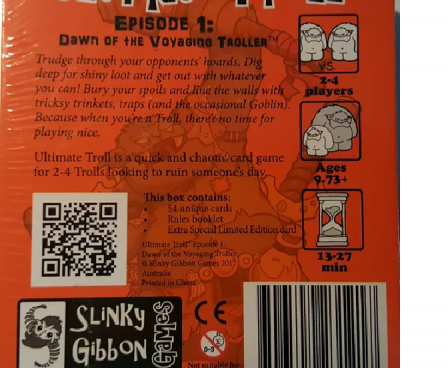 EPISODE 1:
DAWN OF THE VOYAGING TROLLER™
Trudge through your opponents' hoards. Dig
deep for shiny loot and get out with whatever
you can! Bury your spoils and line the walls with
tricksy trinkets, traps (and the occasional Goblin).
Because when you're a Troll, there's no time for
playing nice.
Ultimate Troll is a quick and chaotic card game
for 2-4 Trolls looking to ruin someone's day.
This box contains:
• 54 unique cards
• Rules booklet
• Extra Special Limited Edition card
Ultimate Troll™ Episode 1
Dawn of the Voyaging Troller
© Slinky Gibbon Games 2017
Australia
Printed in China
VS.
2-4
players
Ages
9.73+
13-27
min
SLINKY
GIBBON
GAMES
CE
0-3
Not suitable for